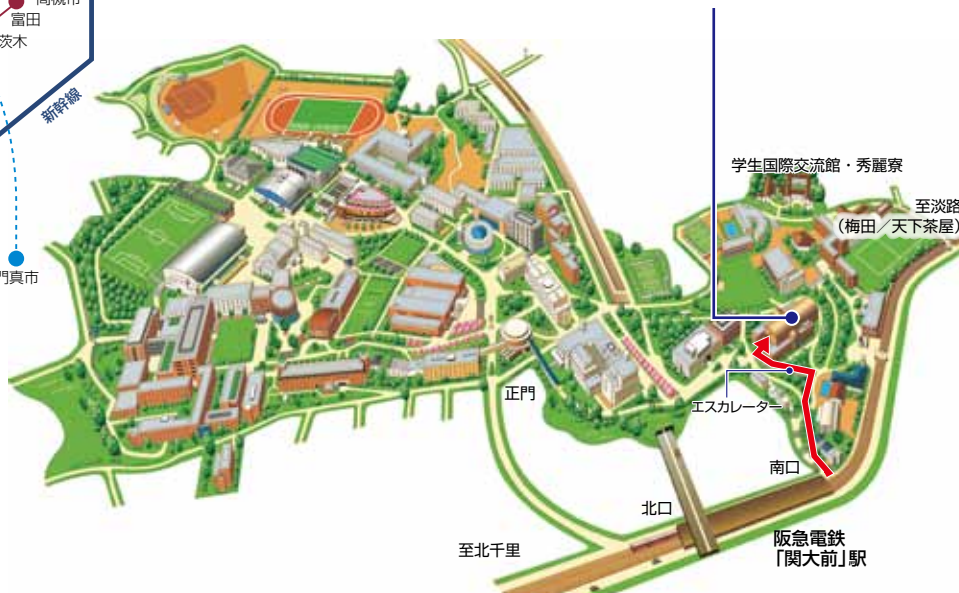 高槻市
富田
茨木
新幹線
門真市
学生国際交流館・秀麗寮
至淡路
(梅田/天下茶屋)
正門
エスカレーター
南口
北口
至北千里
阪急電鉄
「関大前」駅